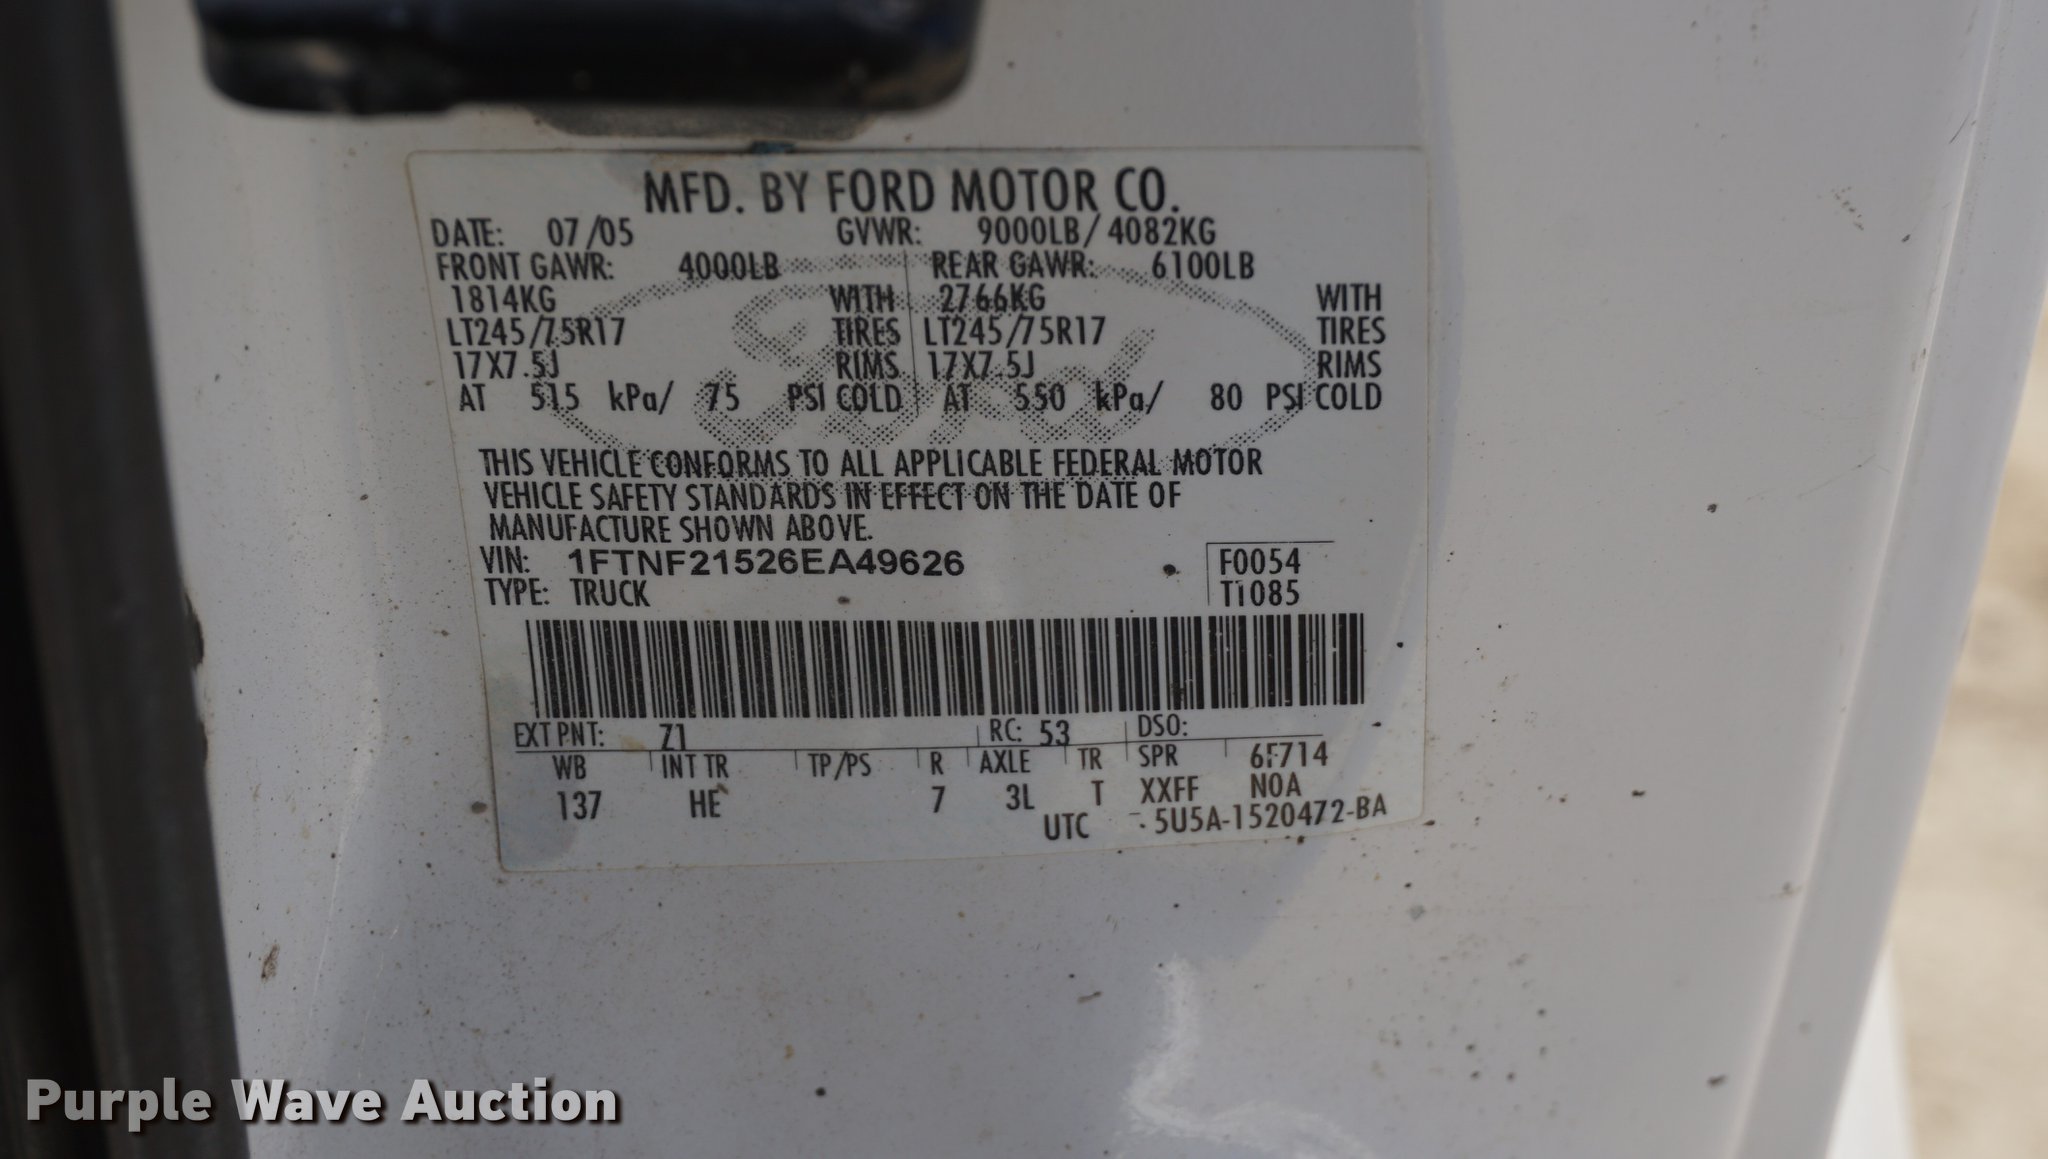 MFD. BY FORD MOTOR CO.
DATE: 07/05 GVWR: 9000LB/4082KG
FRONT GAWR: 4000LB REAR GAWR: 6100LB
1814KG WITH 2766KG WITH
LT245/75R17 TIRES LT245/75R17 TIRES
17X7.5J RIMS 17X7.5J RIMS
AT 515 kPa/ 75 PSI COLD AT 550 kPa/ 80 PSI COLD
Ford
THIS VEHICLE CONFORMS TO ALL APPLICABLE FEDERAL MOTOR
VEHICLE SAFETY STANDARDS IN EFFECT ON THE DATE OF
MANUFACTURE SHOWN ABOVE.
VIN: 1FTNF21526EA49626 F0054
TYPE: TRUCK T1085
EXT PNT: Z1 RC: 53 DSO:
WB INT TR TP/PS R AXLE TR SPR 6F714
137 HE 7 3L T XXFF N0A
UTC 5U5A-1520472-BA
Purple Wave Auction